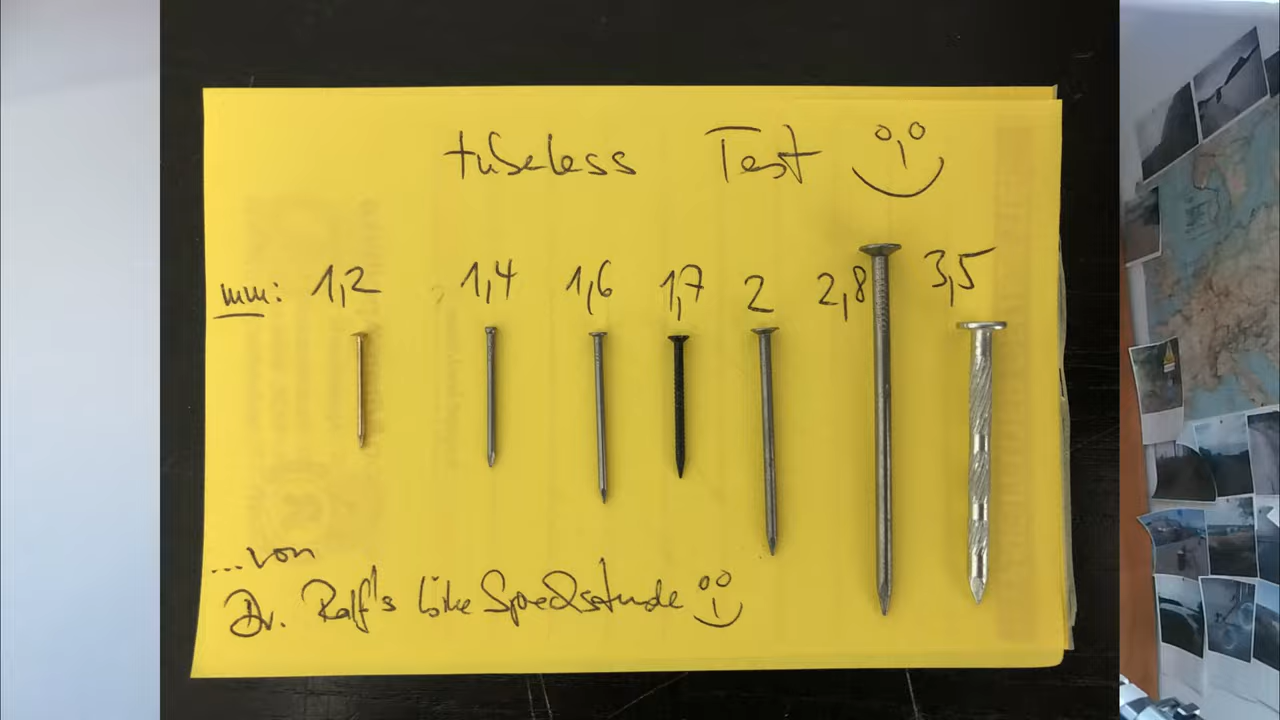 tubeless Test
mm: 1,2 1,4 1,6 1,7 2 2,8 3,5
...von
Dr. Ralf's bike Sprechstunde